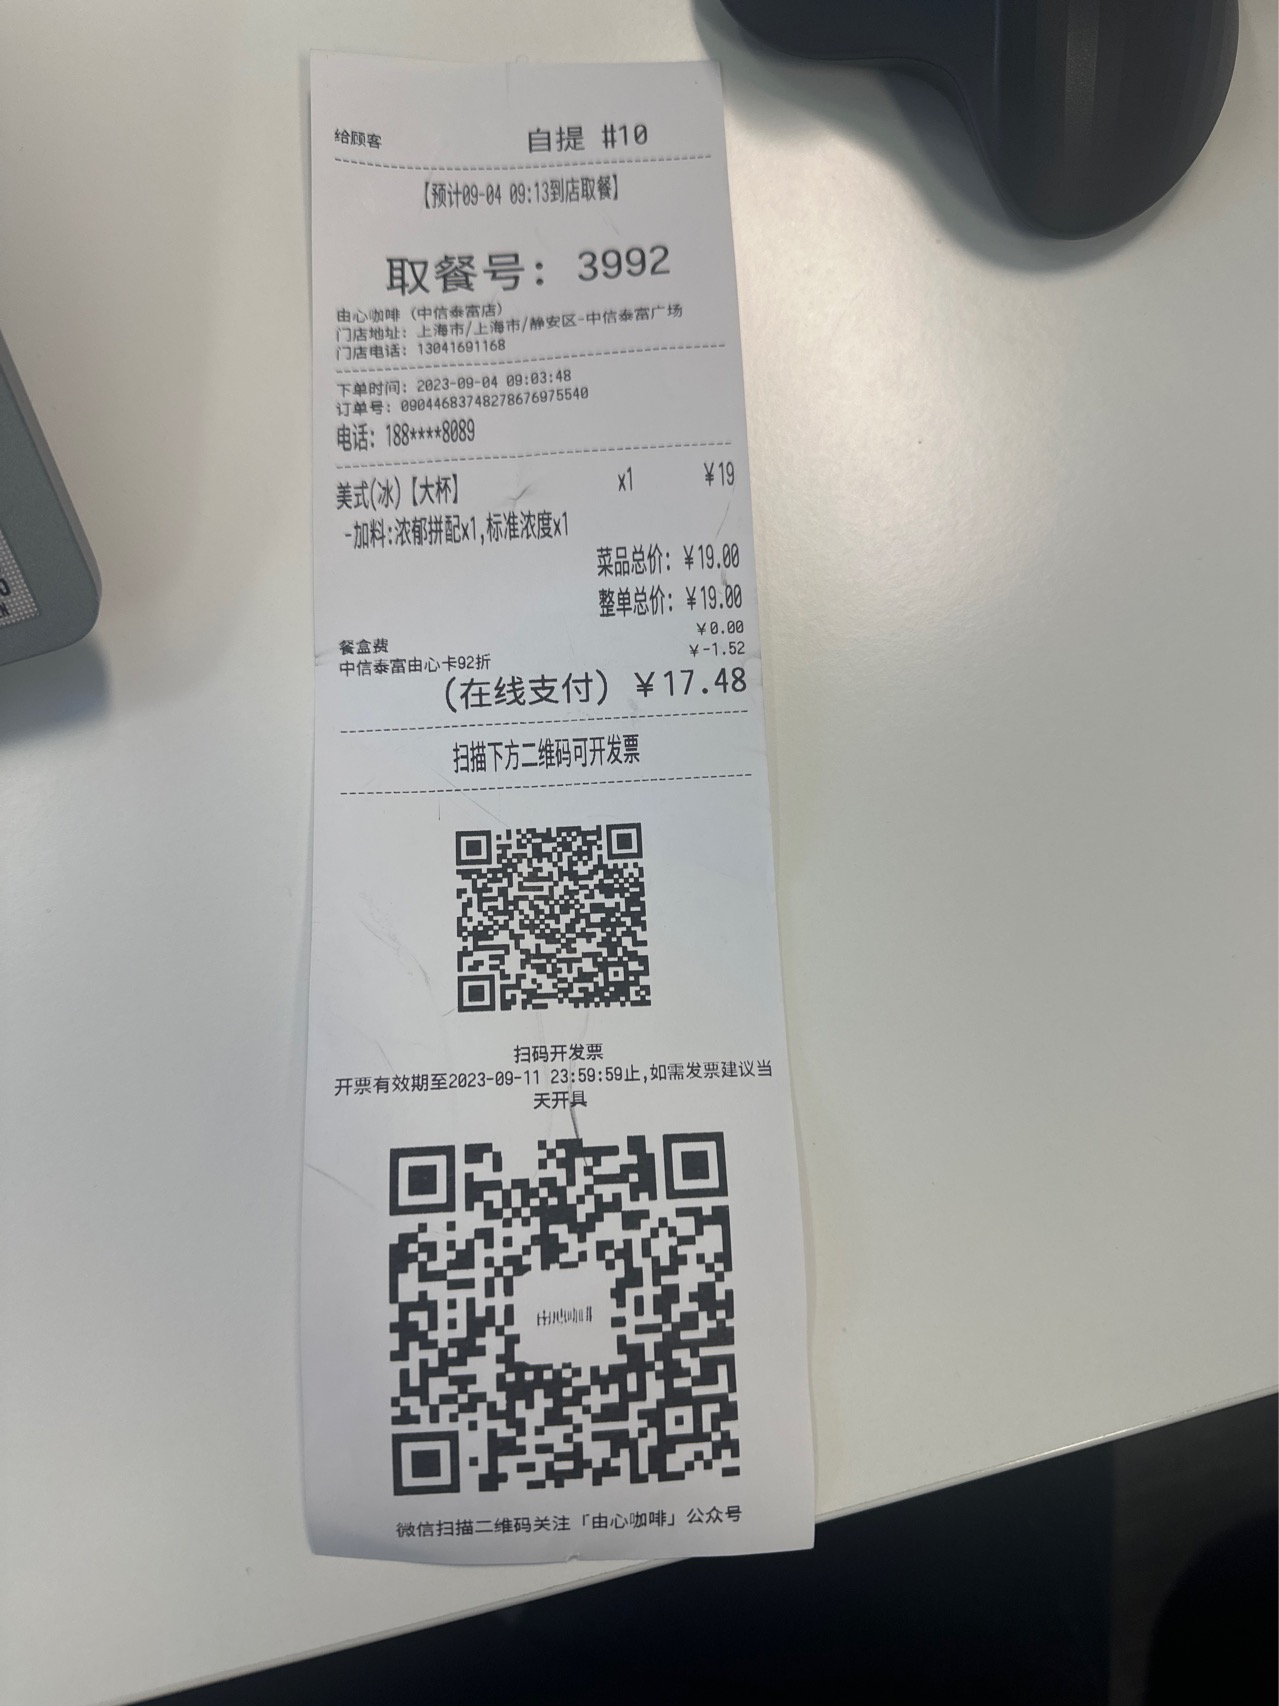 给顾客 自提 #10
【预计09-04 09:13到店取餐】
取餐号: 3992
由心咖啡 (中信泰富店)
门店地址: 上海市/上海市/静安区-中信泰富广场
门店电话: 13041691168
下单时间: 2023-09-04 09:03:48
订单号: 09044683748278676975540
电话: 188****8089
美式(冰)【大杯】 x1 ¥19
-加料:浓郁拼配x1,标准浓度x1
菜品总价: ¥19.00
整单总价: ¥19.00
餐盒费 ¥0.00
中信泰富由心卡92折 ¥-1.52
(在线支付) ¥17.48
扫描下方二维码可开发票
扫码开发票
开票有效期至2023-09-11 23:59:59止,如需发票建议当
天开具
由心咖啡
微信扫描二维码关注「由心咖啡」公众号